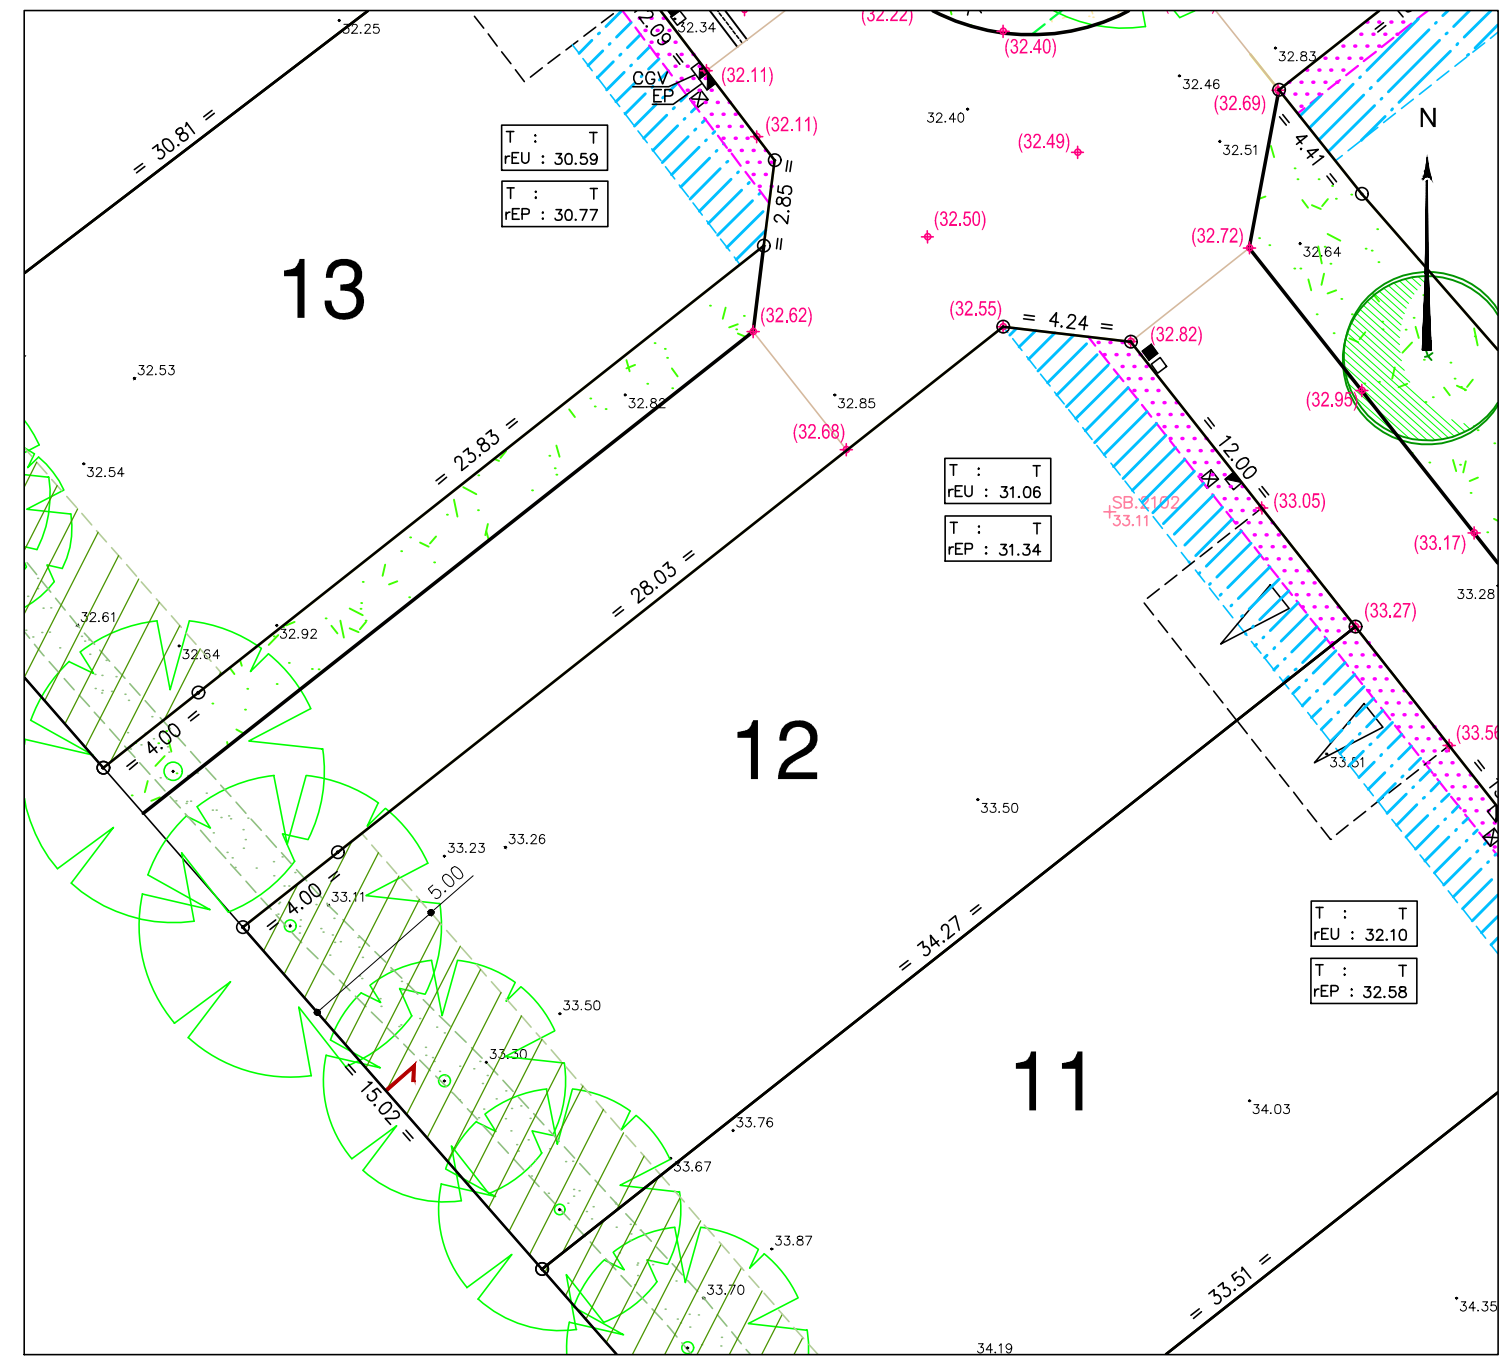 32.25
2.09
32.34
(32.22)
(32.40)
32.83
CGV
EP
(32.11)
32.46
(32.69)
= 4.41 =
N
= 30.81 =
T : T
rEU : 30.59
(32.11)
32.40
(32.49)
32.51
T : T
rEP : 30.77
= 2.85 =
(32.50)
(32.72)
32.64
13
(32.62)
(32.55)
= 4.24 =
(32.82)
32.53
32.82
32.85
(32.95)
= 23.83 =
(32.68)
= 12.00 =
32.54
T : T
rEU : 31.06
SB.2102
33.11
(33.05)
T : T
rEP : 31.34
(33.17)
= 28.03 =
33.28
32.61
32.92
32.64
(33.27)
= 4.00 =
12
(33.56
33.61
33.50
33.23
33.26
5.00
= 4.00 =
33.11
= 34.27 =
T : T
rEU : 32.10
T : T
rEP : 32.58
33.50
33.30
= 15.02 =
11
34.03
33.76
33.67
33.87
33.70
= 33.51 =
34.35
34.19